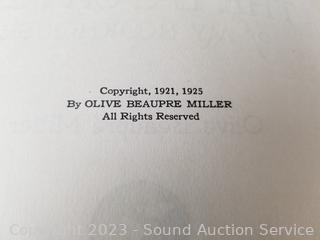 Copyright, 1921, 1925
By OLIVE BEAUPRE MILLER
All Rights Reserved
Copyright 2023 - Sound Auction Service